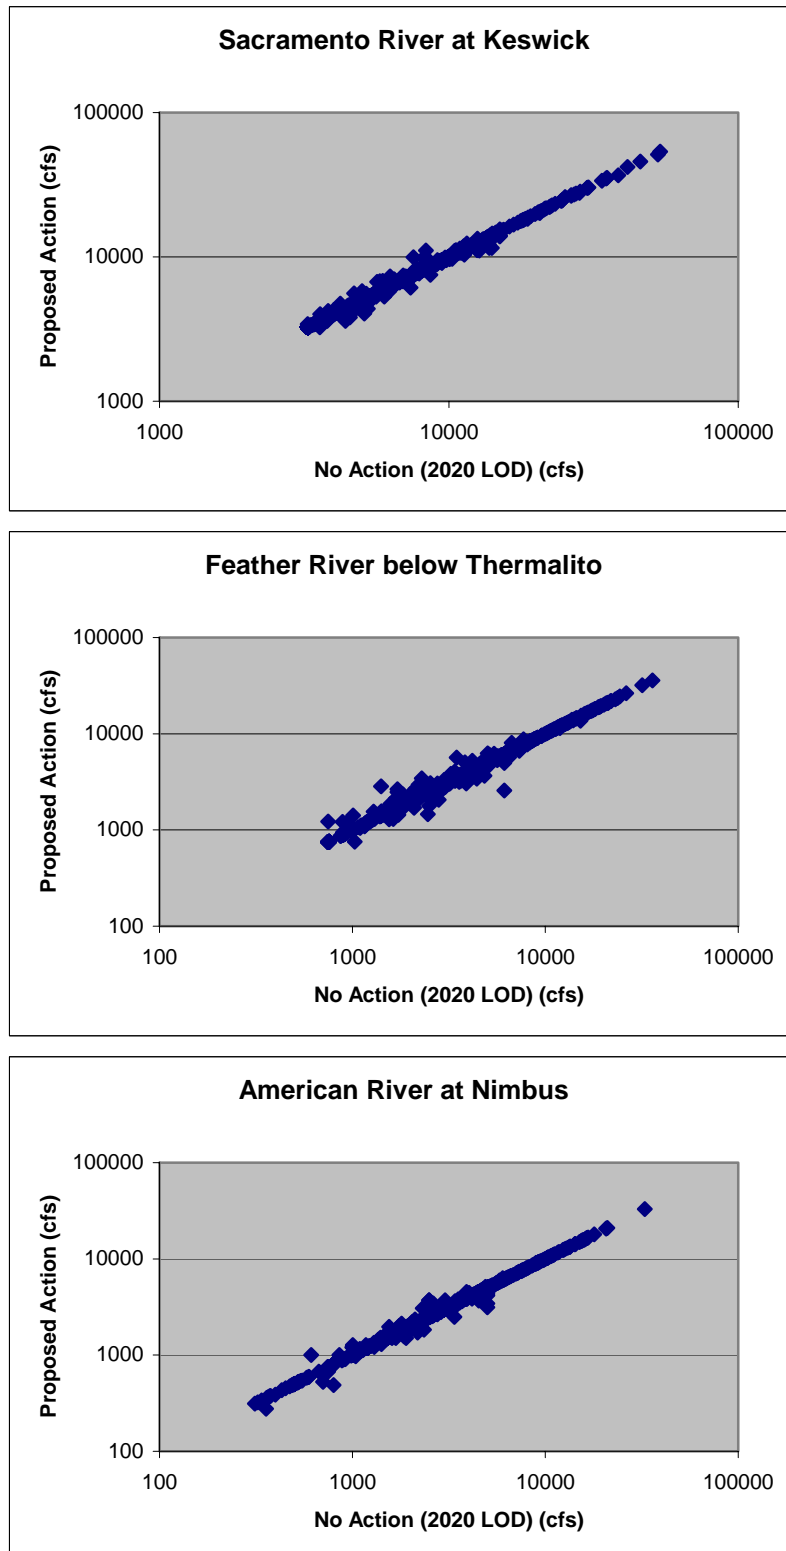 Sacramento River at Keswick
100000
10000
1000
1000 10000 100000
Proposed Action (cfs)
No Action (2020 LOD) (cfs)
Feather River below Thermalito
100000
10000
1000
100
100 1000 10000 100000
Proposed Action (cfs)
No Action (2020 LOD) (cfs)
American River at Nimbus
100000
10000
1000
100
100 1000 10000 100000
Proposed Action (cfs)
No Action (2020 LOD) (cfs)